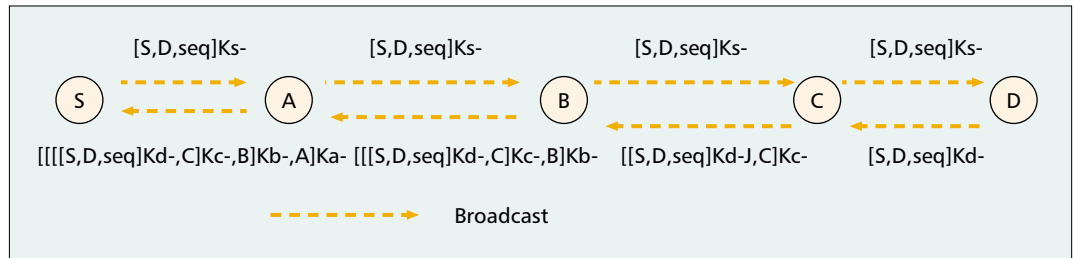 [S,D,seq]Ks- [S,D,seq]Ks- [S,D,seq]Ks- [S,D,seq]Ks-
S A B C D
[[[[S,D,seq]Kd-,C]Kc-,B]Kb-,A]Ka- [[[S,D,seq]Kd-,C]Kc-,B]Kb- [[S,D,seq]Kd-J,C]Kc- [S,D,seq]Kd-
Broadcast